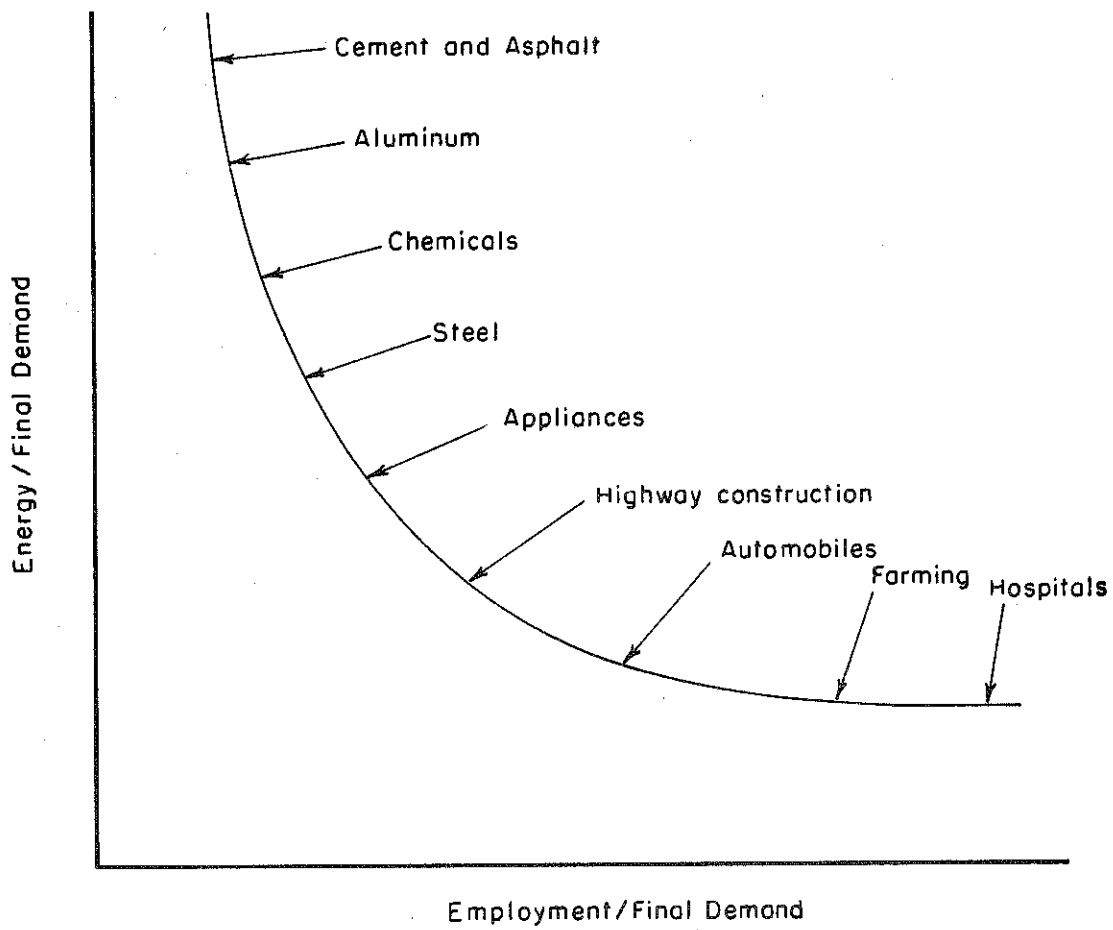 Cement and Asphalt
Aluminum
Chemicals
Steel
Appliances
Highway construction
Automobiles
Farming
Hospitals
Energy / Final Demand
Employment/Final Demand